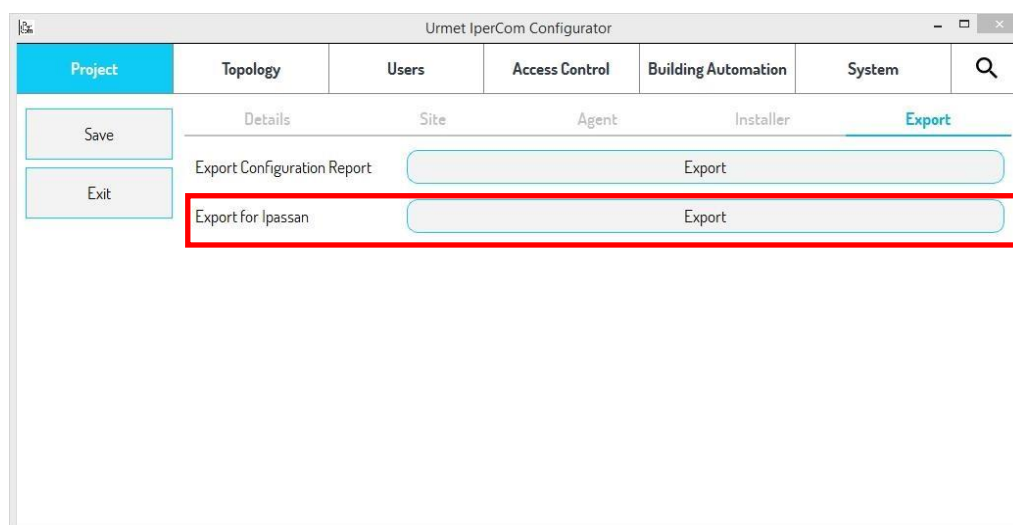 Urmet IperCom Configurator
Project Topology Users Access Control Building Automation System
Save
Exit
Details Site Agent Installer Export
Export Configuration Report Export
Export for Ipassan Export